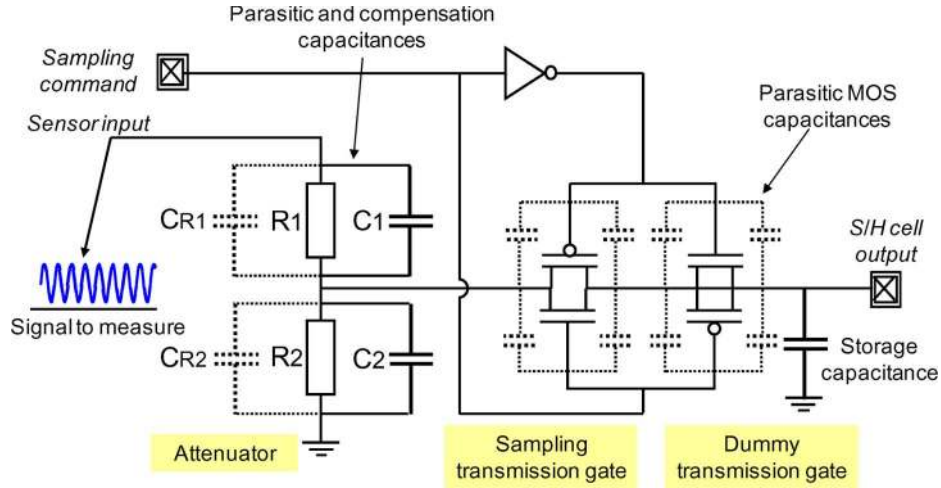 Parasitic and compensation
capacitances
Sampling
command
Sensor input
Parasitic MOS
capacitances
CR1
R1
C1
S/H cell
output
Signal to measure
CR2
R2
C2
Storage
capacitance
Attenuator
Sampling
transmission gate
Dummy
transmission gate